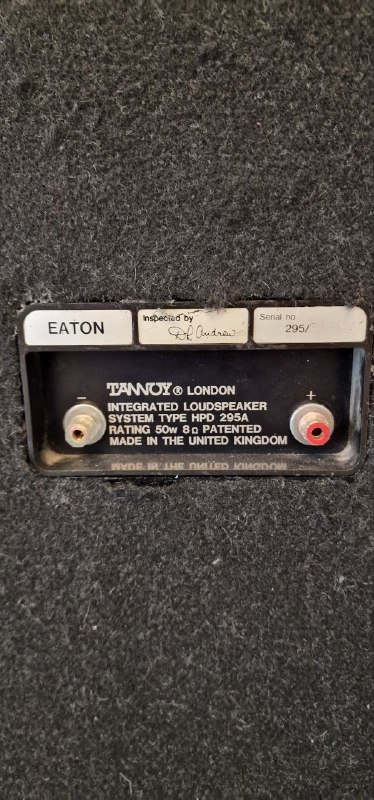 EATON
Inspected by
D.R. Andrew
Serial no
295/
TANNOY ® LONDON
INTEGRATED LOUDSPEAKER
SYSTEM TYPE HPD 295A
RATING 50w 8Ω PATENTED
MADE IN THE UNITED KINGDOM
- +